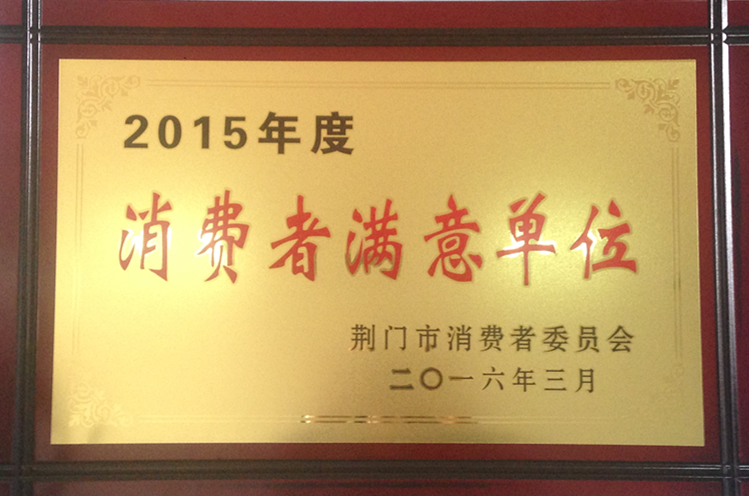 2015年度
消费者满意单位
荆门市消费者委员会
二〇一六年三月